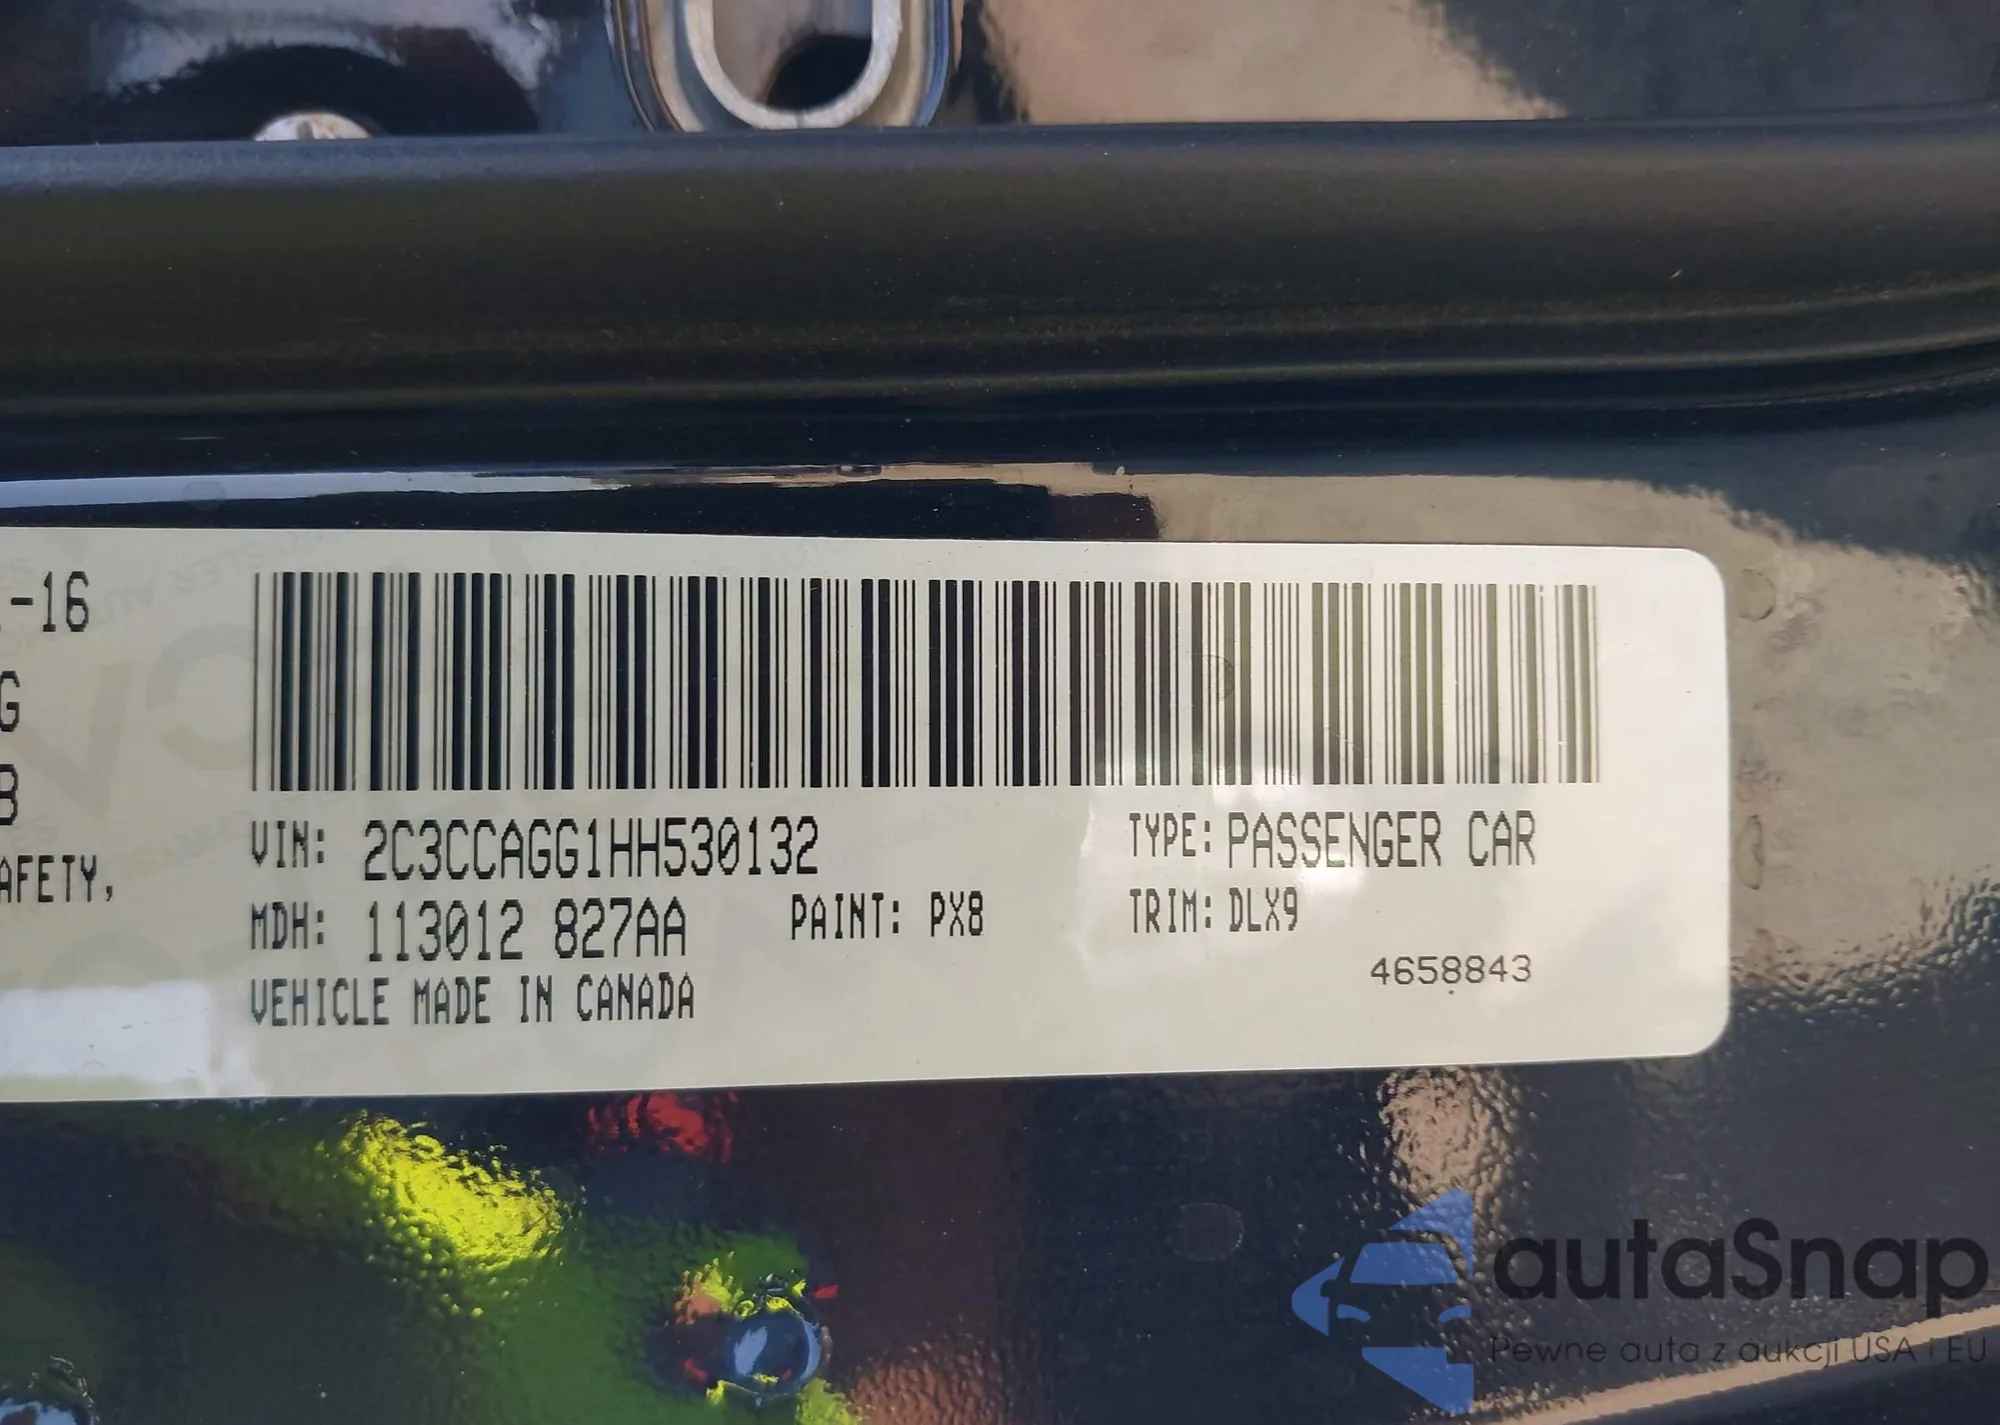 -16
G
B
AFETY,
VIN: 2C3CCAGG1HH530132
TYPE: PASSENGER CAR
MDH: 113012 827AA
PAINT: PX8
TRIM: DLX9
VEHICLE MADE IN CANADA
4658843
autaSnap
Pewne auta z aukcji USA i EU